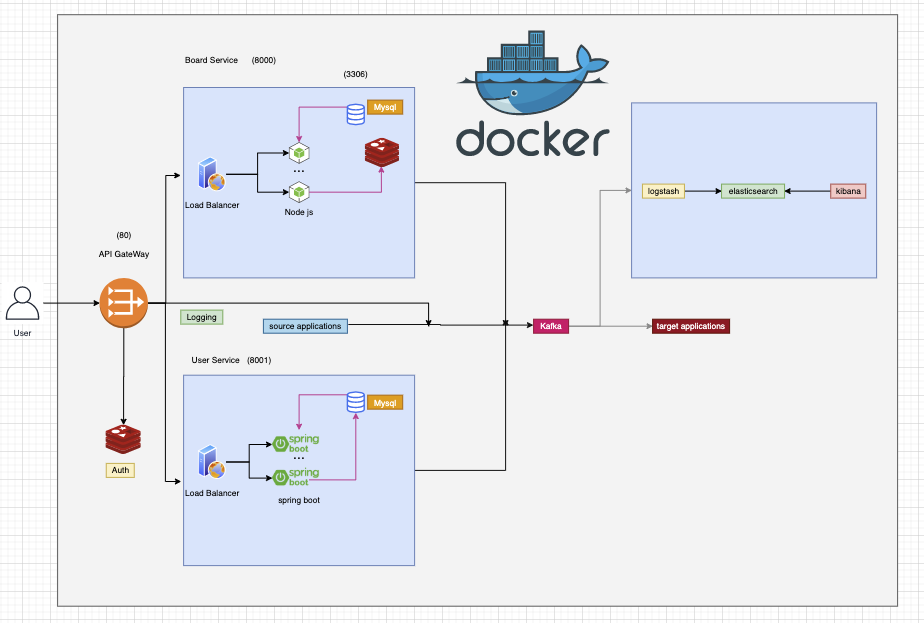 Board Service (8000)
(3306)
Mysql
docker
Load Balancer
...
Node js
logstash
elasticsearch
kibana
(80)
API GateWay
User
Logging
source applications
Kafka
target applications
User Service (8001)
Mysql
spring
boot
...
spring
boot
Load Balancer
spring boot
Auth